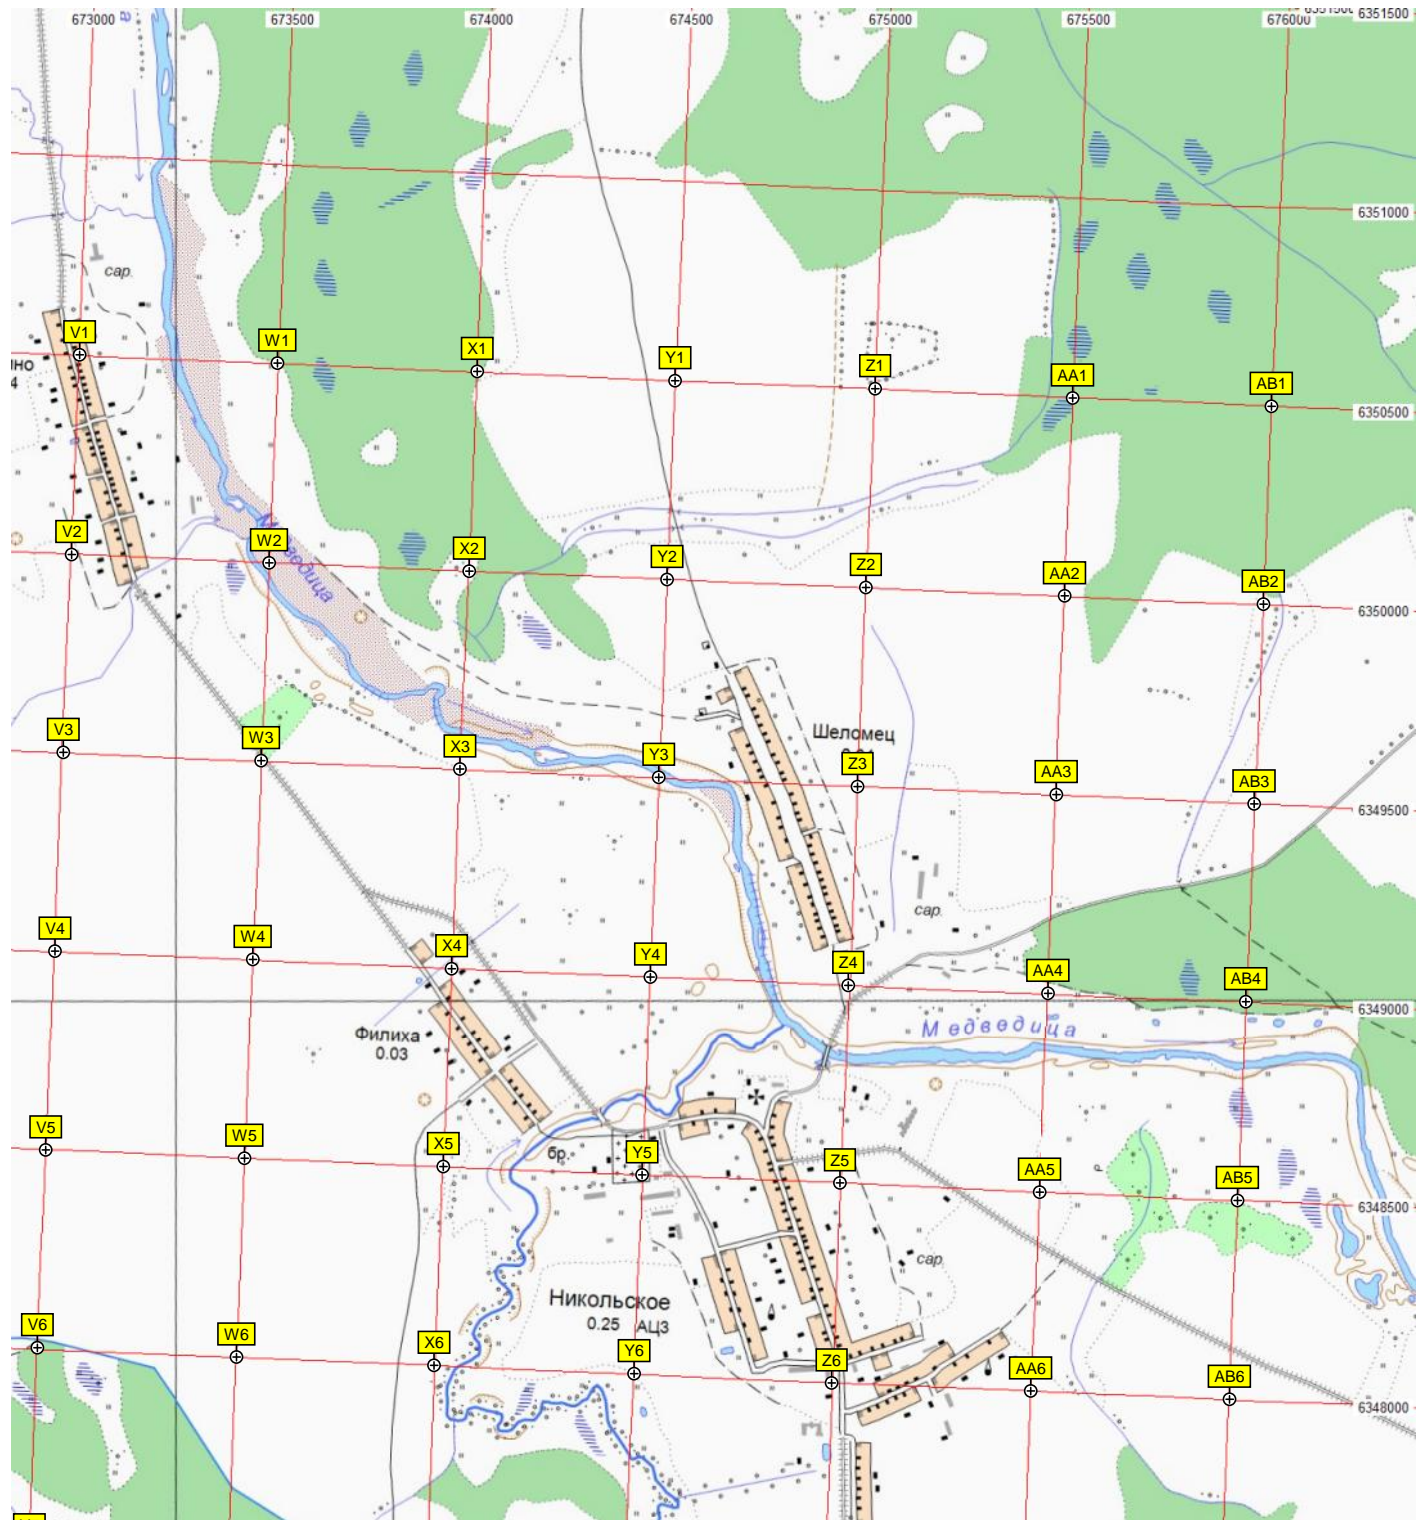 673000 673500 674000 674500 675000 675500 676000 6351500
а
6351000
сар.
V1 W1 X1 Y1 Z1 AA1 AB1
но
4
6350500
V2 W2 X2 Y2 Z2 AA2 AB2
Медведица
6350000
Шеломец
V3 W3 X3 Y3 Z3 AA3 AB3
6349500
сар.
V4 W4 X4 Y4 Z4 AA4 AB4
6349000
Медведица
Филиха
0.03
V5 W5 X5 Y5 Z5 AA5 AB5
бр.
6348500
сар.
Никольское
0.25 АЦЗ
V6 W6 X6 Y6 Z6 AA6 AB6
6348000